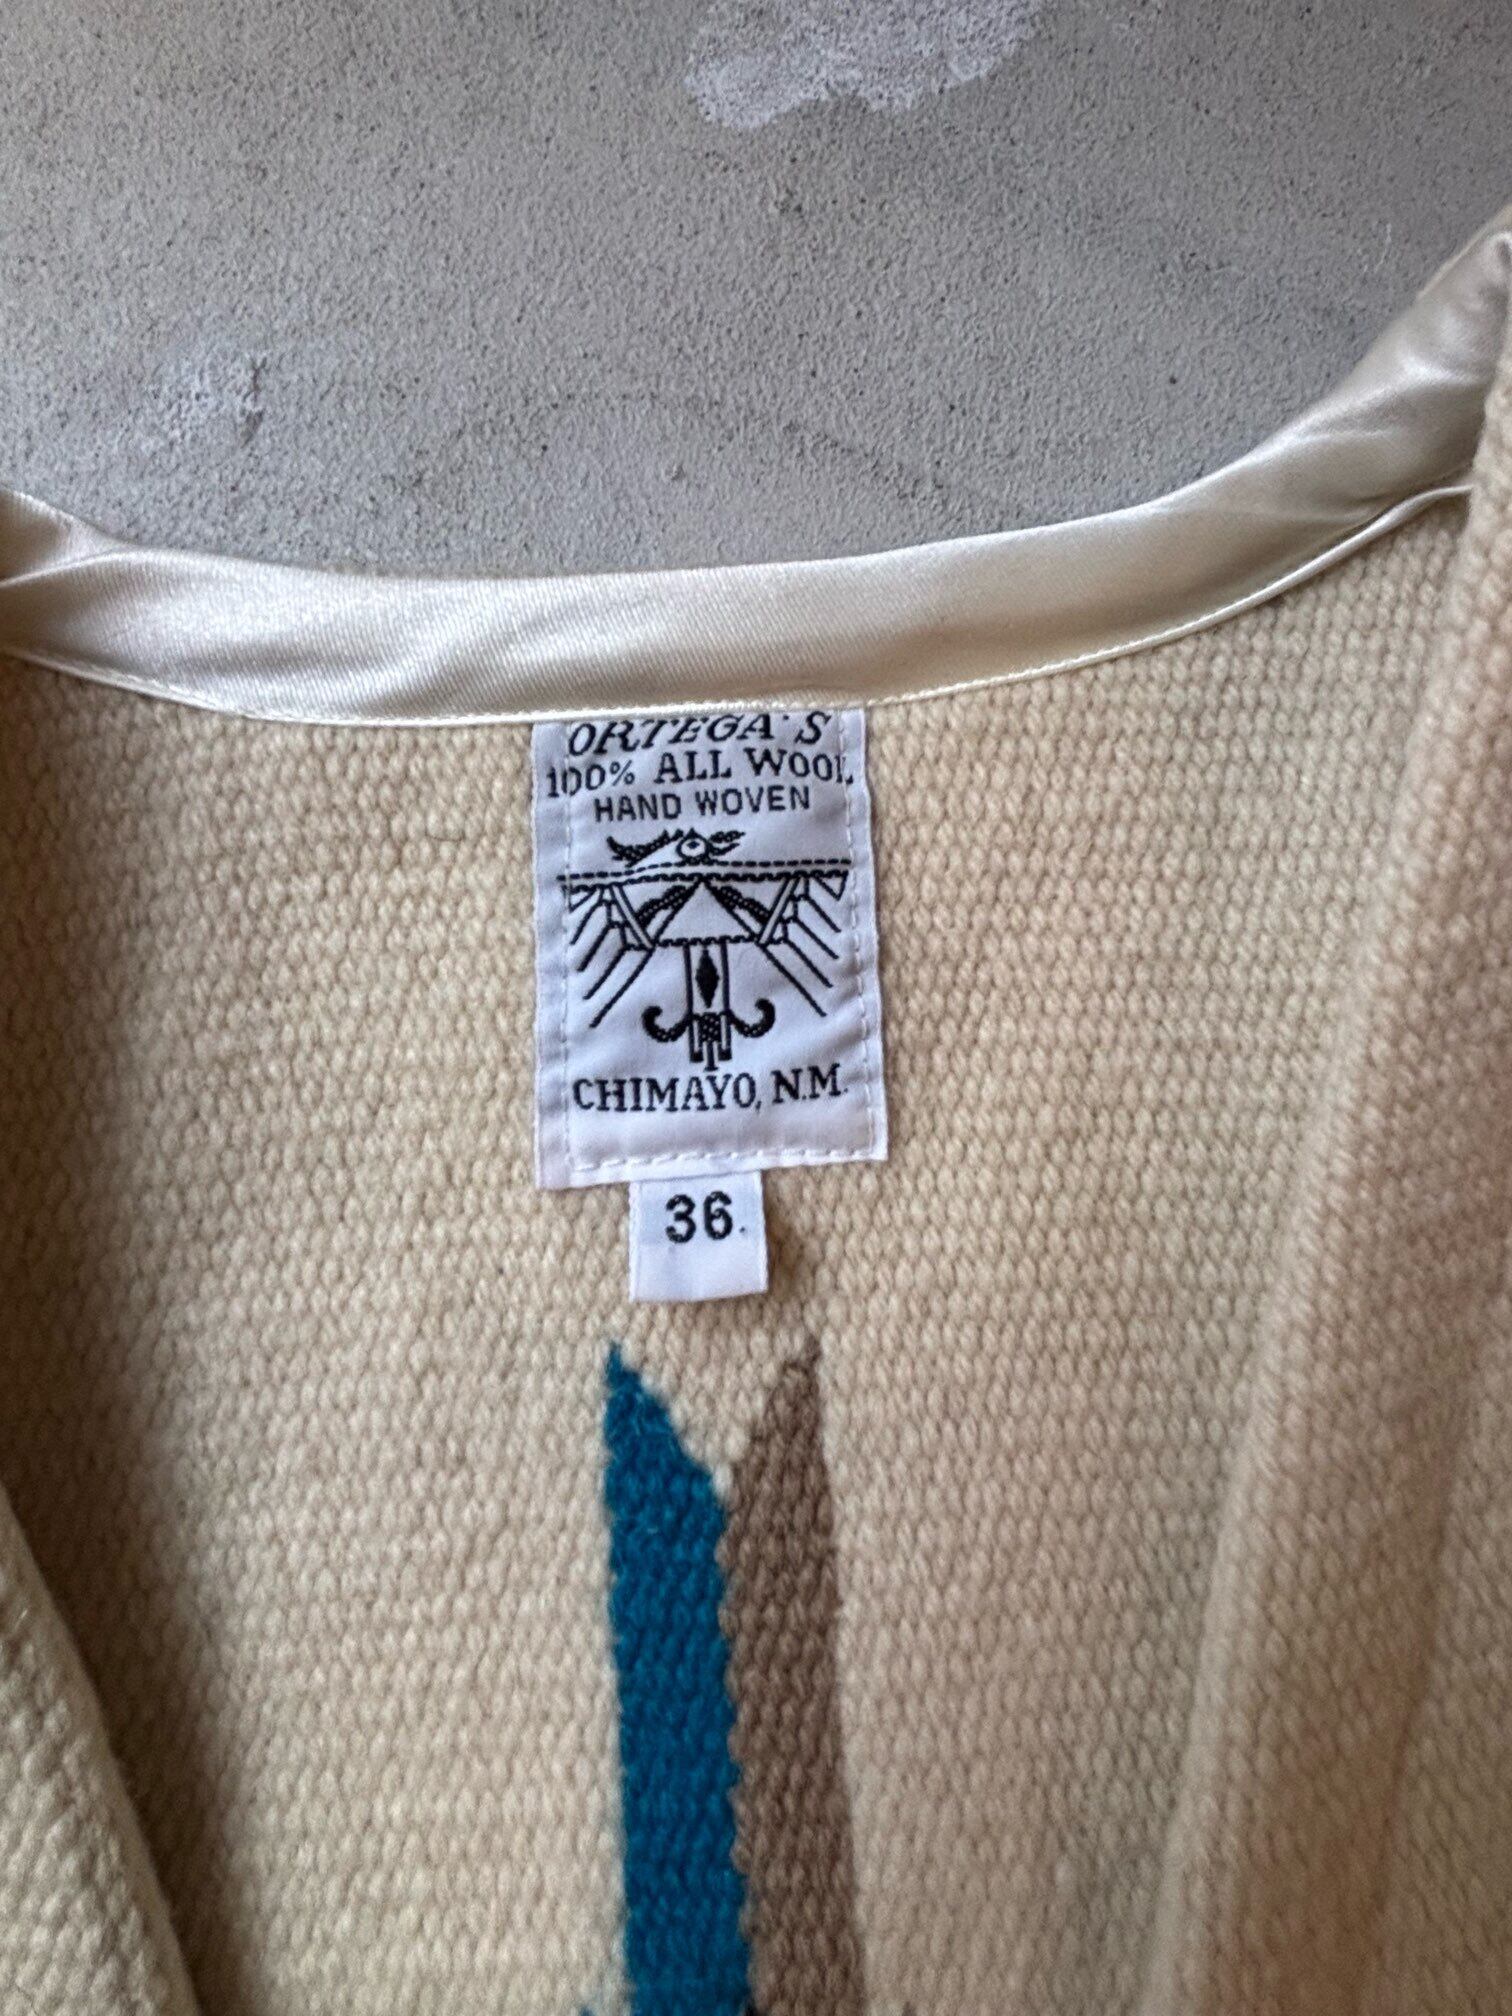 ORTEGA'S
100% ALL WOOL
HAND WOVEN
CHIMAYO, N.M.
36.